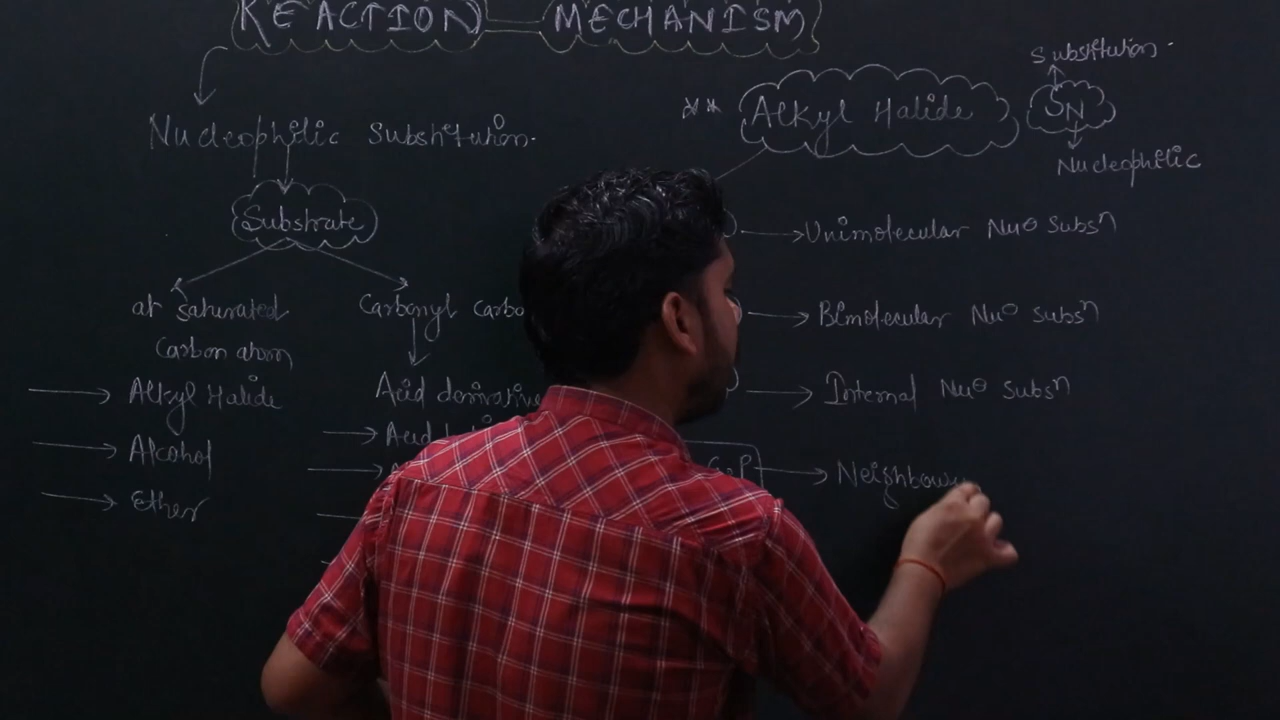 REACTION MECHANISM
Nucleophilic Substitution.
Substrate
at saturated
Carbon atom
Alkyl Halide
Alcohol
Ether
Carbonyl Carbo
Acid derivative
Acid
** Alkyl Halide
Substitution.
SN
Nucleophilic
Unimolecular Nu⊖ Subsⁿ
Bimolecular Nu⊖ Subsⁿ
Internal Nu⊖ Subsⁿ
GP
Neighbour